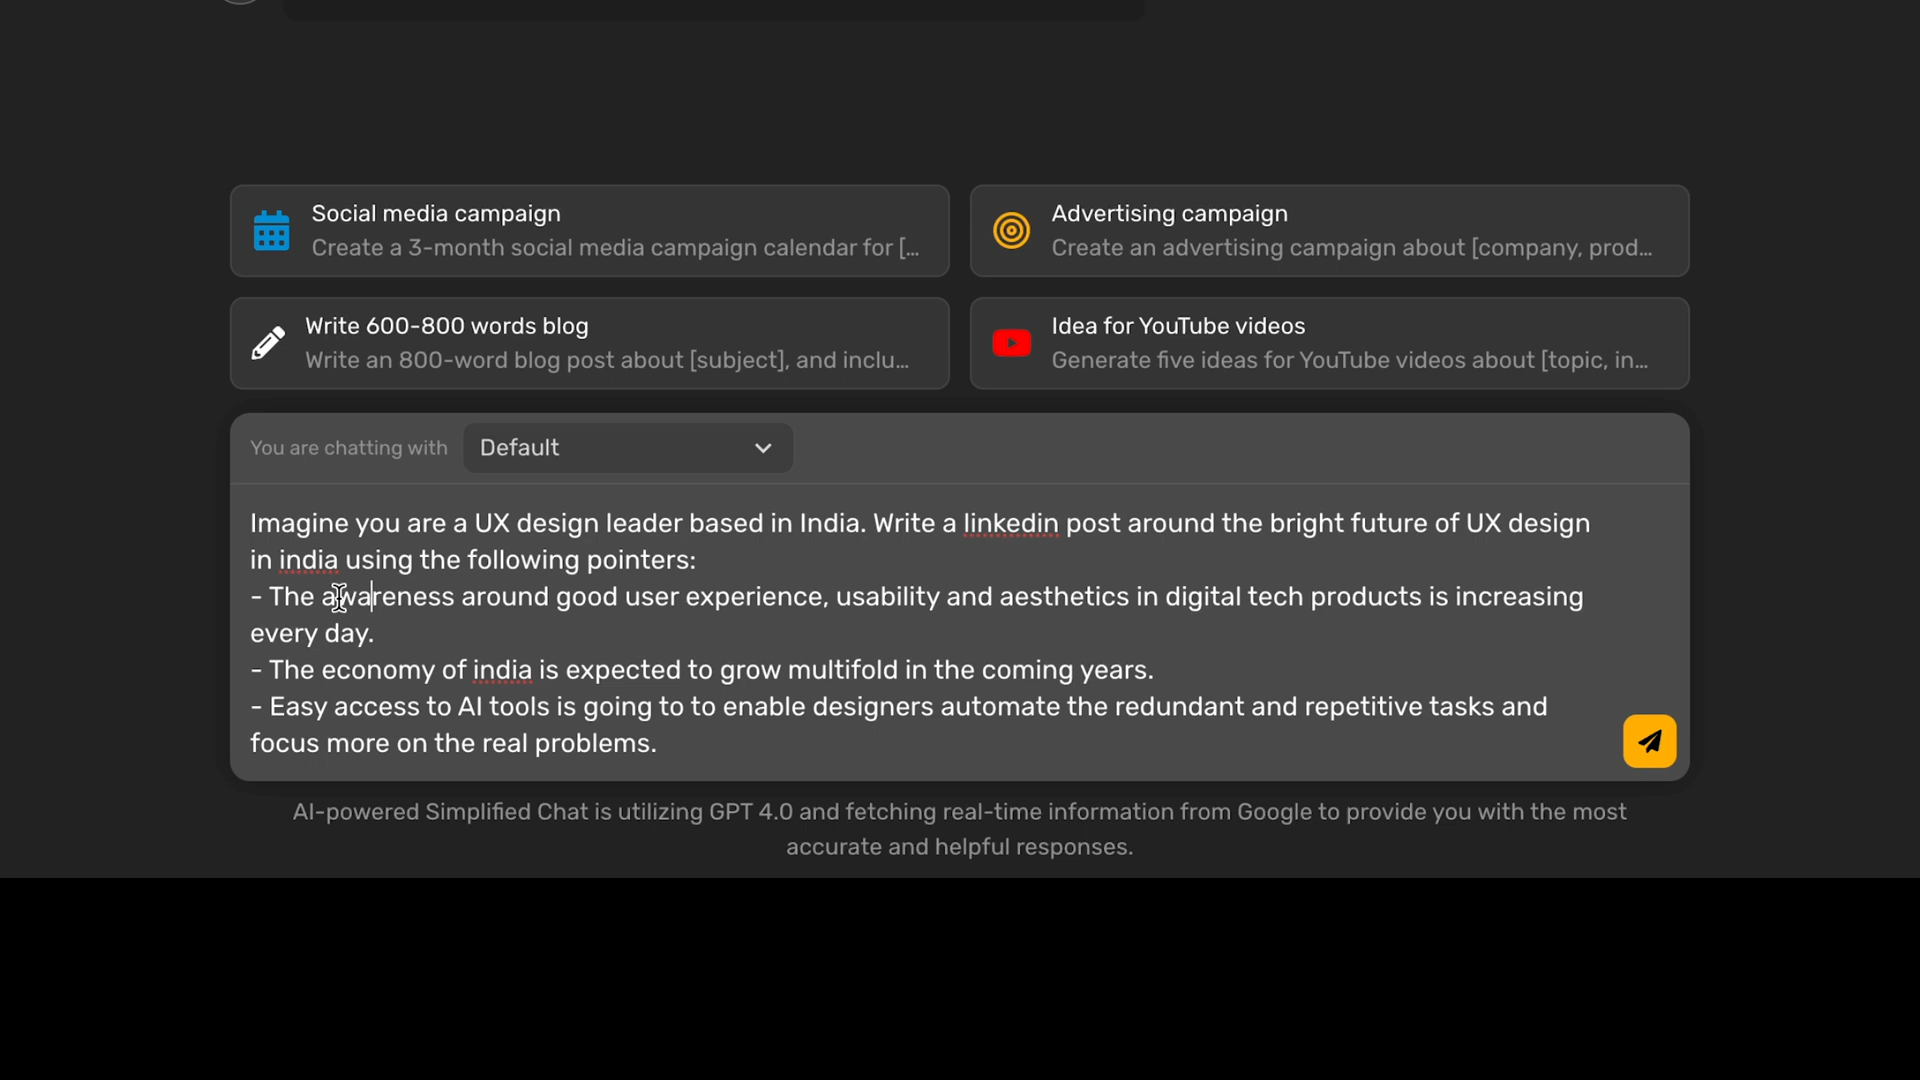 Social media campaign
Create a 3-month social media campaign calendar for [...
Advertising campaign
Create an advertising campaign about [company, prod...
Write 600-800 words blog
Write an 800-word blog post about [subject], and inclu...
Idea for YouTube videos
Generate five ideas for YouTube videos about [topic, in...
You are chatting with
Default
Imagine you are a UX design leader based in India. Write a linkedin post around the bright future of UX design
in india using the following pointers:
- The awareness around good user experience, usability and aesthetics in digital tech products is increasing
every day.
- The economy of india is expected to grow multifold in the coming years.
- Easy access to AI tools is going to to enable designers automate the redundant and repetitive tasks and
focus more on the real problems.
AI-powered Simplified Chat is utilizing GPT 4.0 and fetching real-time information from Google to provide you with the most
accurate and helpful responses.